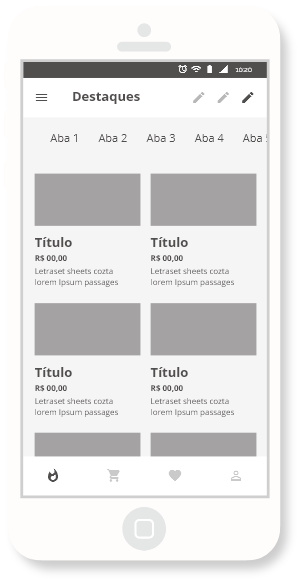 10:20
Destaques
Aba 1 Aba 2 Aba 3 Aba 4 Aba
Título Título
R$ 00,00 R$ 00,00
Letraset sheets cozta Letraset sheets cozta
lorem Ipsum passages lorem Ipsum passages
Título Título
R$ 00,00 R$ 00,00
Letraset sheets cozta Letraset sheets cozta
lorem Ipsum passages lorem Ipsum passages